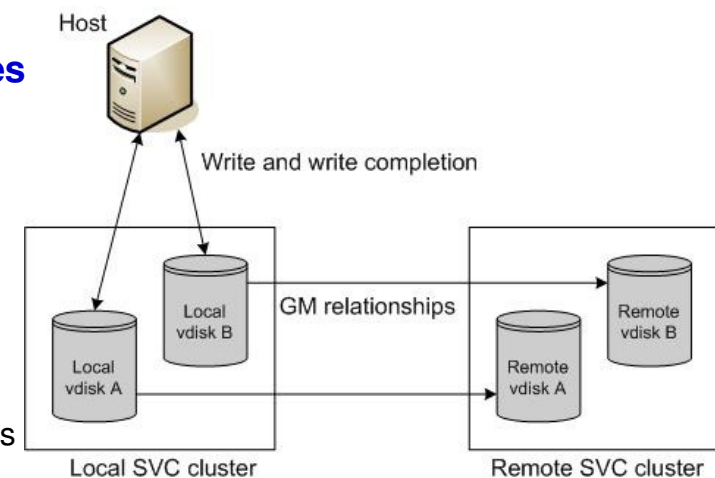 Host
es
Write and write completion
Local
vdisk B
GM relationships
Remote
vdisk B
Local
vdisk A
Remote
vdisk A
s
Local SVC cluster
Remote SVC cluster